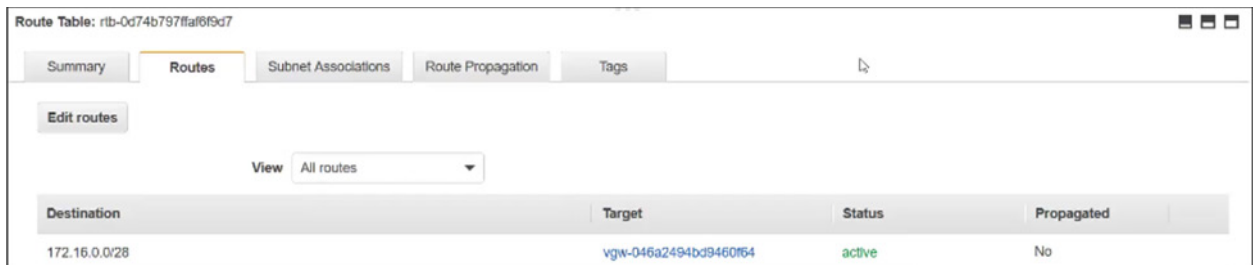 Route Table: rtb-0d74b797ffaf6f9d7
Summary Routes Subnet Associations Route Propagation Tags
Edit routes
View All routes
Destination Target Status Propagated
172.16.0.0/28 vgw-046a2494bd9460f64 active No